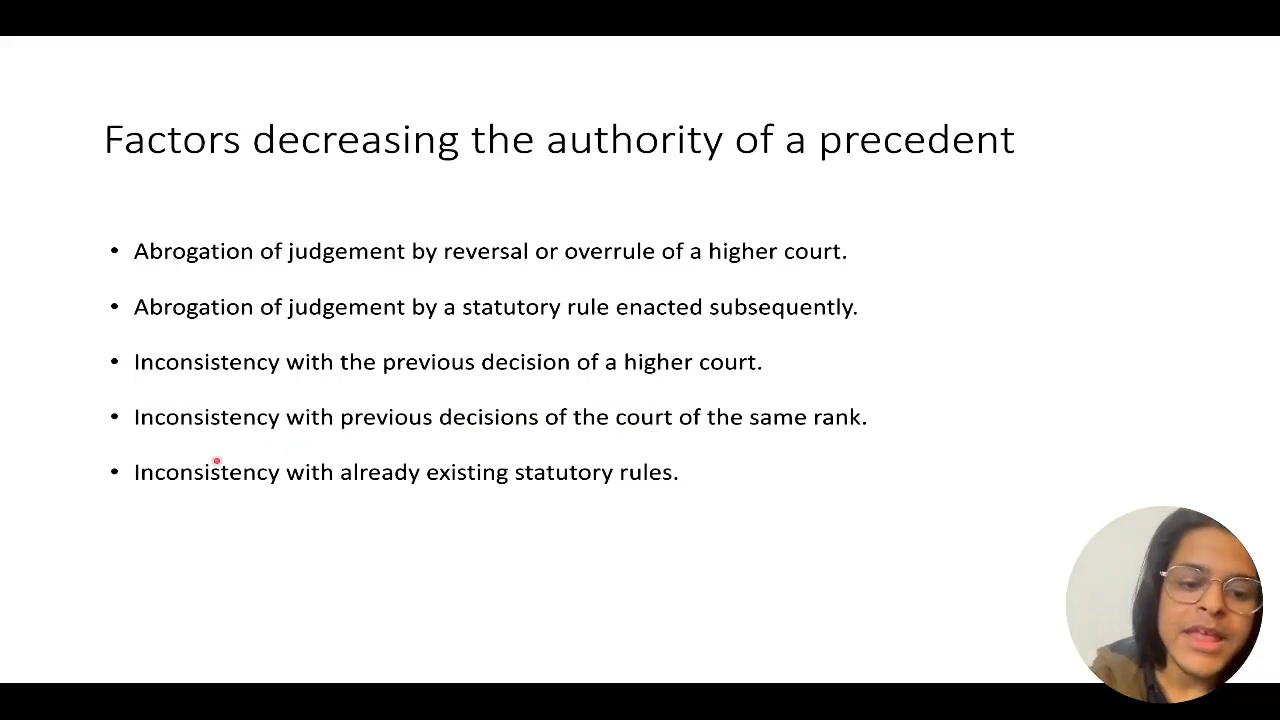 Factors decreasing the authority of a precedent
• Abrogation of judgement by reversal or overrule of a higher court.
• Abrogation of judgement by a statutory rule enacted subsequently.
• Inconsistency with the previous decision of a higher court.
• Inconsistency with previous decisions of the court of the same rank.
• Inconsistency with already existing statutory rules.